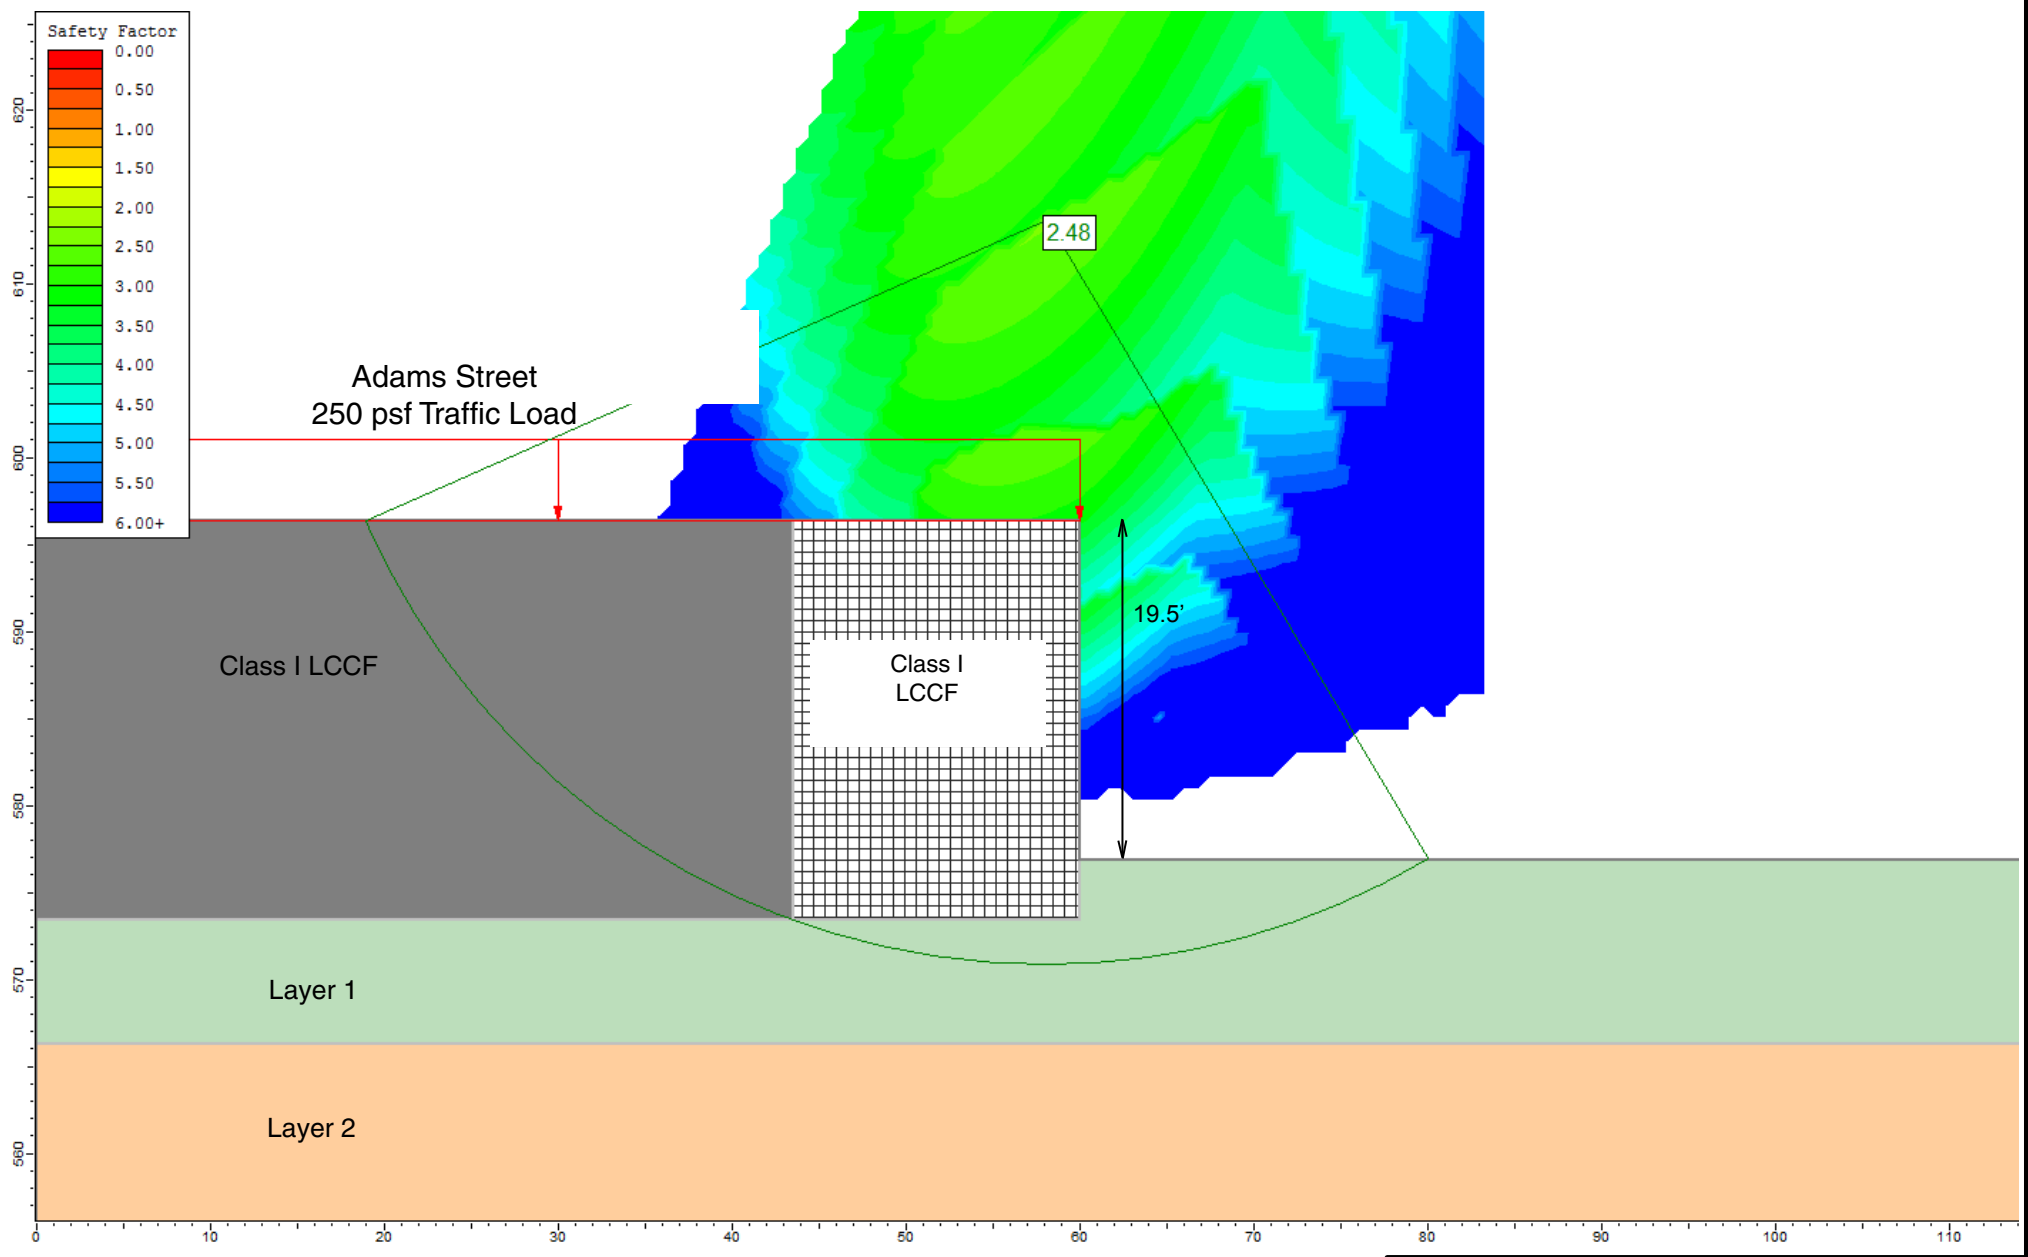 Safety Factor
0.00
0.50
1.00
1.50
2.00
2.50
3.00
3.50
4.00
4.50
5.00
5.50
6.00+
620
610
600
590
580
570
560
2.48
Adams Street
250 psf Traffic Load
19.5’
Class I LCCF
Class I
LCCF
Layer 1
Layer 2
0 10 20 30 40 50 60 70 80 90 100 110